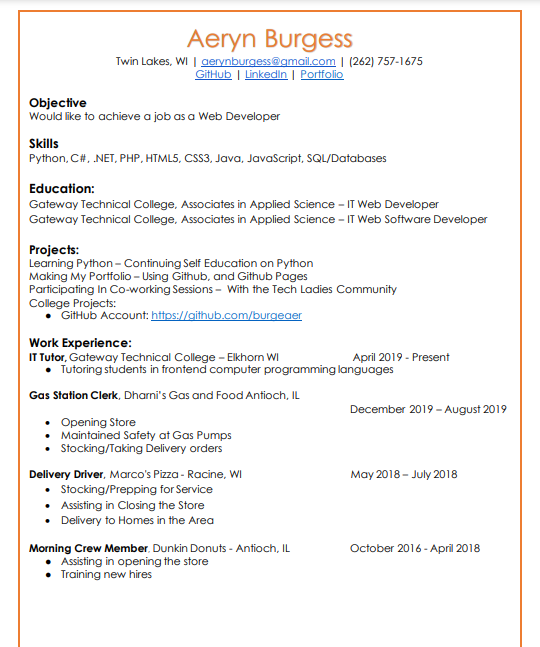 Aeryn Burgess
Twin Lakes, WI | aerynburgess@gmail.com | (262) 757-1675
GitHub | LinkedIn | Portfolio
Objective
Would like to achieve a job as a Web Developer
Skills
Python, C#, .NET, PHP, HTML5, CSS3, Java, JavaScript, SQL/Databases
Education:
Gateway Technical College, Associates in Applied Science – IT Web Developer
Gateway Technical College, Associates in Applied Science – IT Web Software Developer
Projects:
Learning Python – Continuing Self Education on Python
Making My Portfolio – Using Github, and Github Pages
Participating In Co-working Sessions – With the Tech Ladies Community
College Projects:
● GitHub Account: https://github.com/burgeaer
Work Experience:
IT Tutor, Gateway Technical College – Elkhorn WI April 2019 - Present
● Tutoring students in frontend computer programming languages
Gas Station Clerk, Dharni's Gas and Food Antioch, IL
December 2019 – August 2019
• Opening Store
• Maintained Safety at Gas Pumps
• Stocking/Taking Delivery orders
Delivery Driver, Marco's Pizza - Racine, WI May 2018 – July 2018
• Stocking/Prepping for Service
• Assisting in Closing the Store
• Delivery to Homes in the Area
Morning Crew Member, Dunkin Donuts - Antioch, IL October 2016 - April 2018
● Assisting in opening the store
● Training new hires